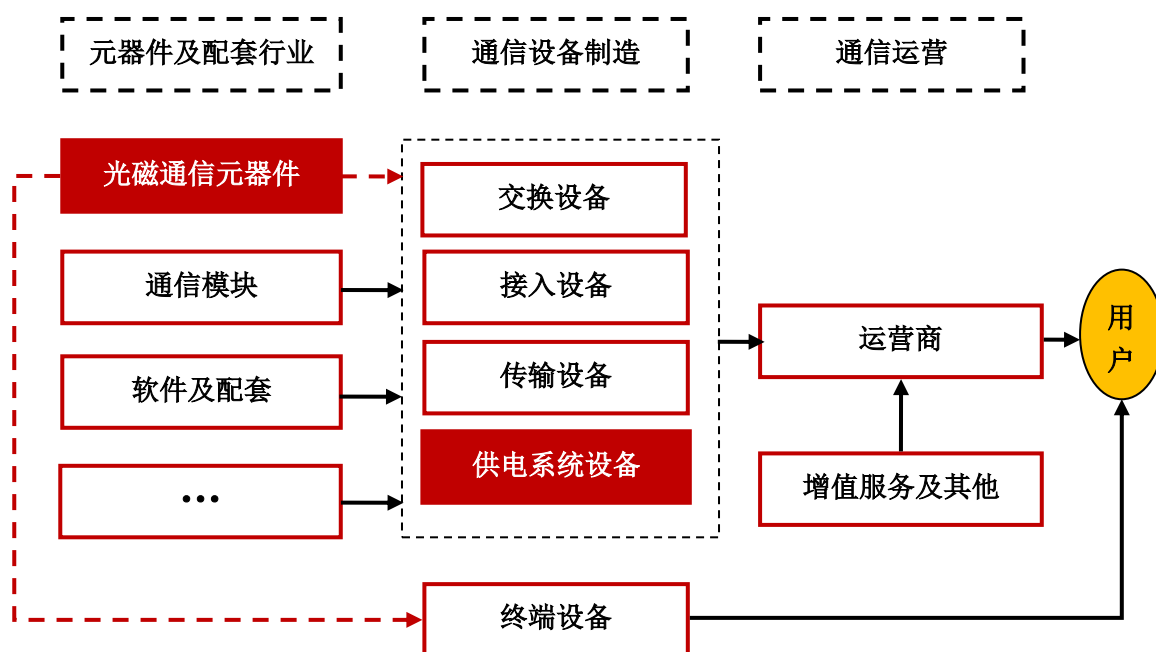 元器件及配套行业
通信设备制造
通信运营
光磁通信元器件
交换设备
通信模块
接入设备
运营商
用
户
软件及配套
传输设备
供电系统设备
增值服务及其他
…
终端设备